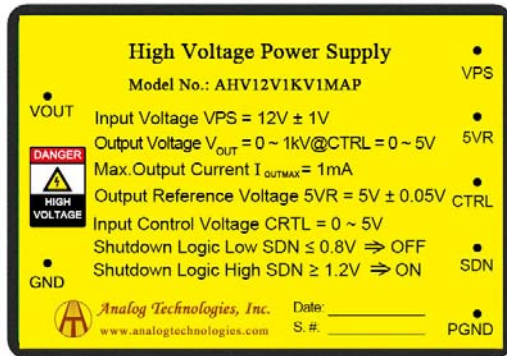 High Voltage Power Supply
Model No.: AHV12V1KV1MAP
VPS
VOUT
Input Voltage VPS = 12V ± 1V
Output Voltage VOUT = 0 ~ 1kV@CTRL = 0 ~ 5V
5VR
DANGER
HIGH
VOLTAGE
Max.Output Current IOUTMAX = 1mA
Output Reference Voltage 5VR = 5V ± 0.05V
CTRL
Input Control Voltage CRTL = 0 ~ 5V
Shutdown Logic Low SDN ≤ 0.8V ⇒ OFF
Shutdown Logic High SDN ≥ 1.2V ⇒ ON
SDN
GND
Analog Technologies, Inc.
www.analogtechnologies.com
Date:
S. #:
PGND